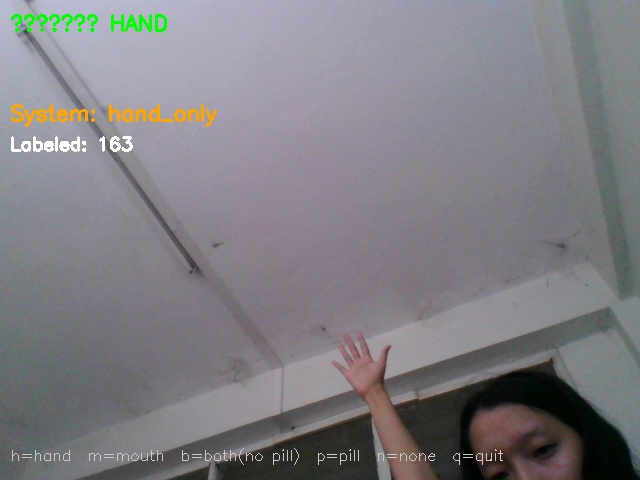 ??????? HAND
System: hand_only
Labeled: 163
h=hand m=mouth b=both(no pill) p=pill n=none q=quit